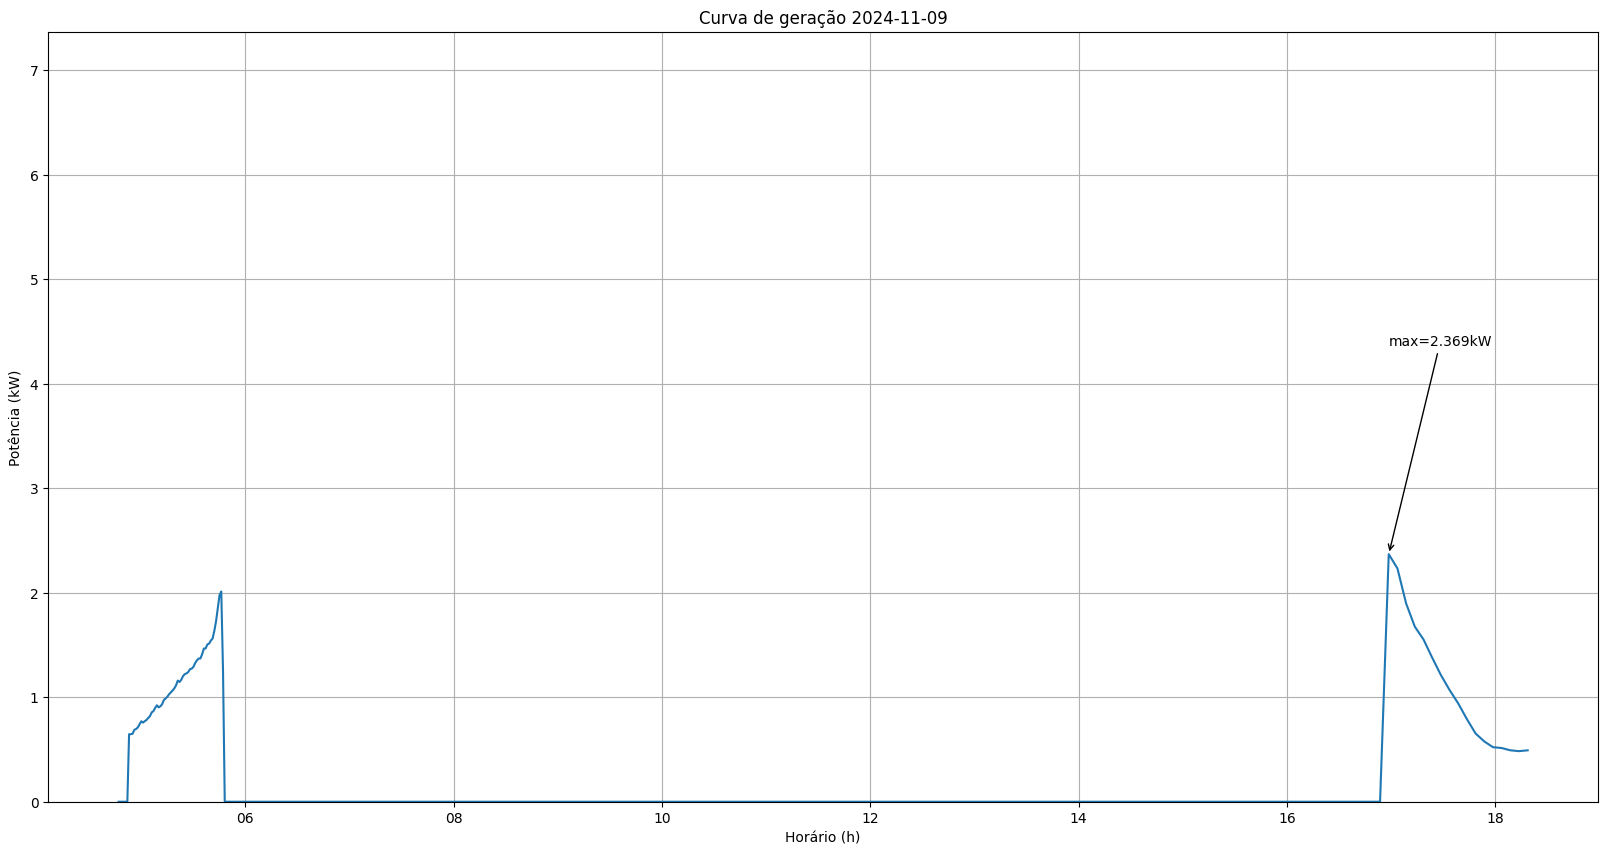 Curva de geração 2024-11-09
7
6
5
4
3
2
1
0
Potência (kW)
max=2.369kW
06 08 10 12 14 16 18
Horário (h)